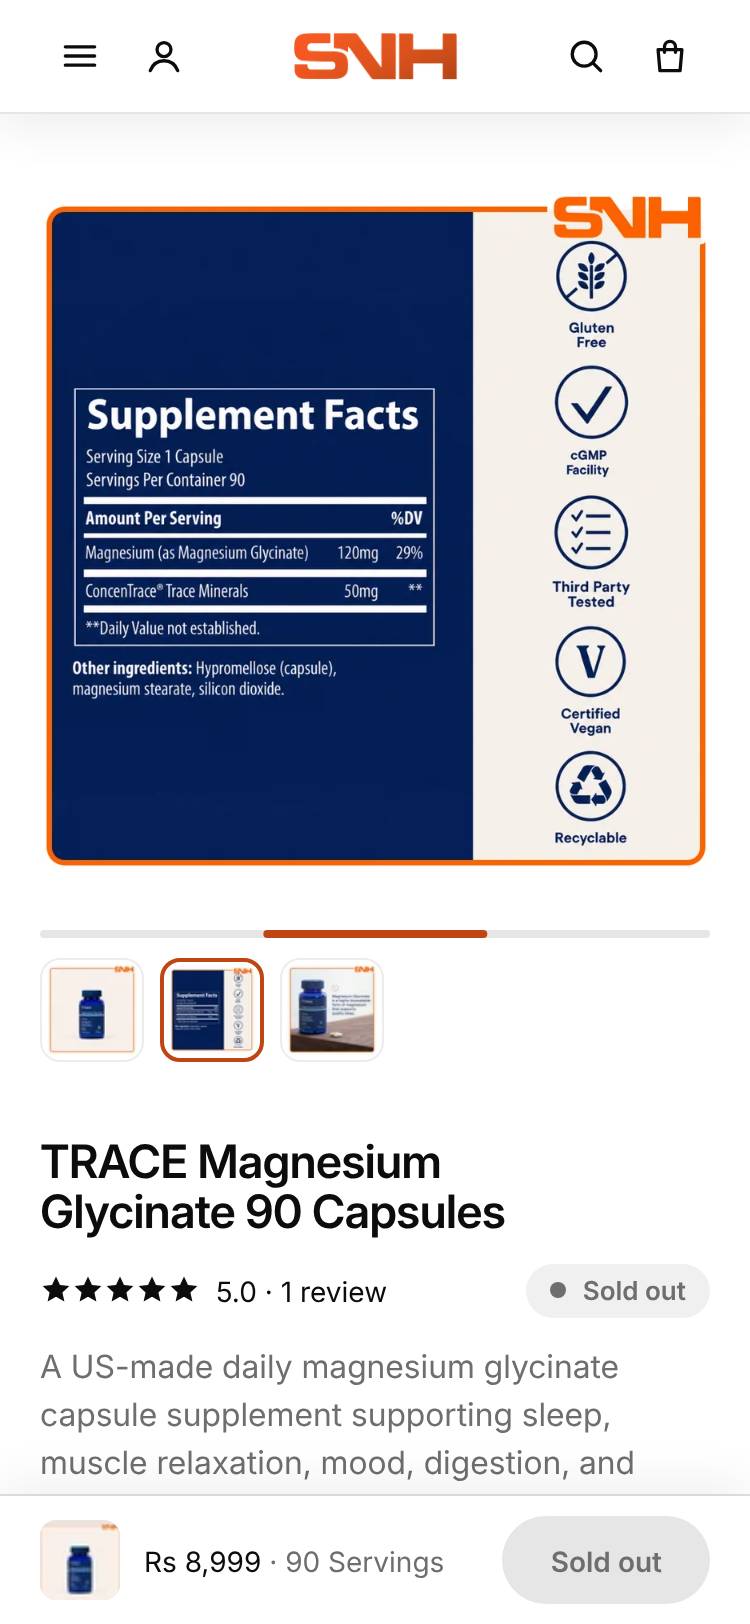 SNH
SNH
Gluten
Free
cGMP
Facility
Third Party
Tested
V
Certified
Vegan
Recyclable
Supplement Facts
Serving Size 1 Capsule
Servings Per Container 90
Amount Per Serving %DV
Magnesium (as Magnesium Glycinate) 120mg 29%
ConcenTrace® Trace Minerals 50mg **
**Daily Value not established.
Other ingredients: Hypromellose (capsule),
magnesium stearate, silicon dioxide.
TRACE Magnesium
Glycinate 90 Capsules
5.0 · 1 review
Sold out
A US-made daily magnesium glycinate
capsule supplement supporting sleep,
muscle relaxation, mood, digestion, and
Rs 8,999 · 90 Servings
Sold out